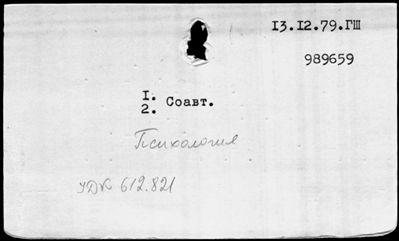 13.12.79.ГШ
989659
1.
2. Соавт.
Психология
УДК 612.821